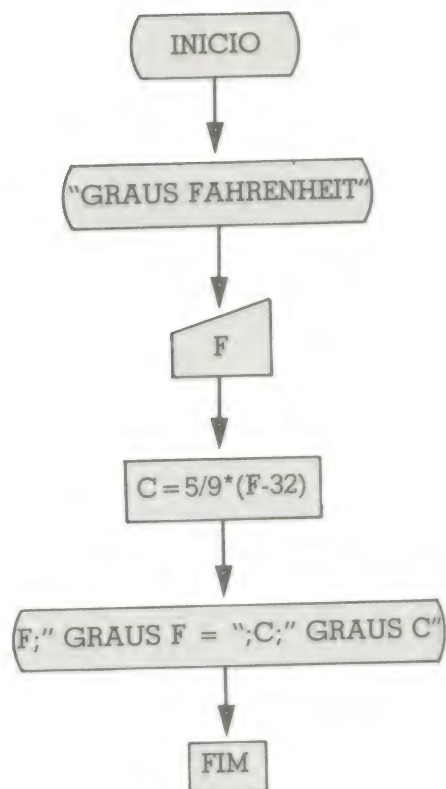 INICIO
“GRAUS FAHRENHEIT”
F
C=5/9*(F-32)
F;” GRAUS F = “;C;” GRAUS C”
FIM